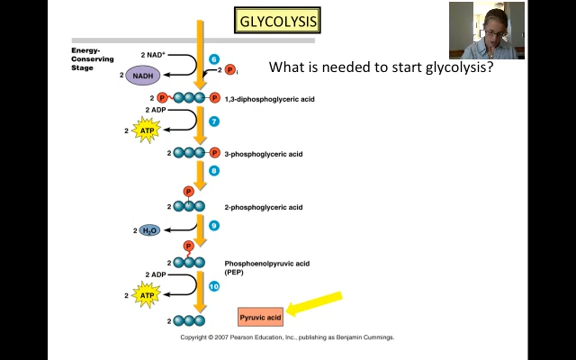 GLYCOLYSIS
Energy-
Conserving
Stage
2 NAD+
6
2 NADH
2 P i
What is needed to start glycolysis?
2 P P
1,3-diphosphoglyceric acid
2 ADP
7
2 ATP
2 P
3-phosphoglyceric acid
8
P
2
2-phosphoglyceric acid
9
2 H2O
P
2
Phosphoenolpyruvic acid
(PEP)
2 ADP
10
2 ATP
2
Pyruvic acid
Copyright © 2007 Pearson Education, Inc., publishing as Benjamin Cummings.